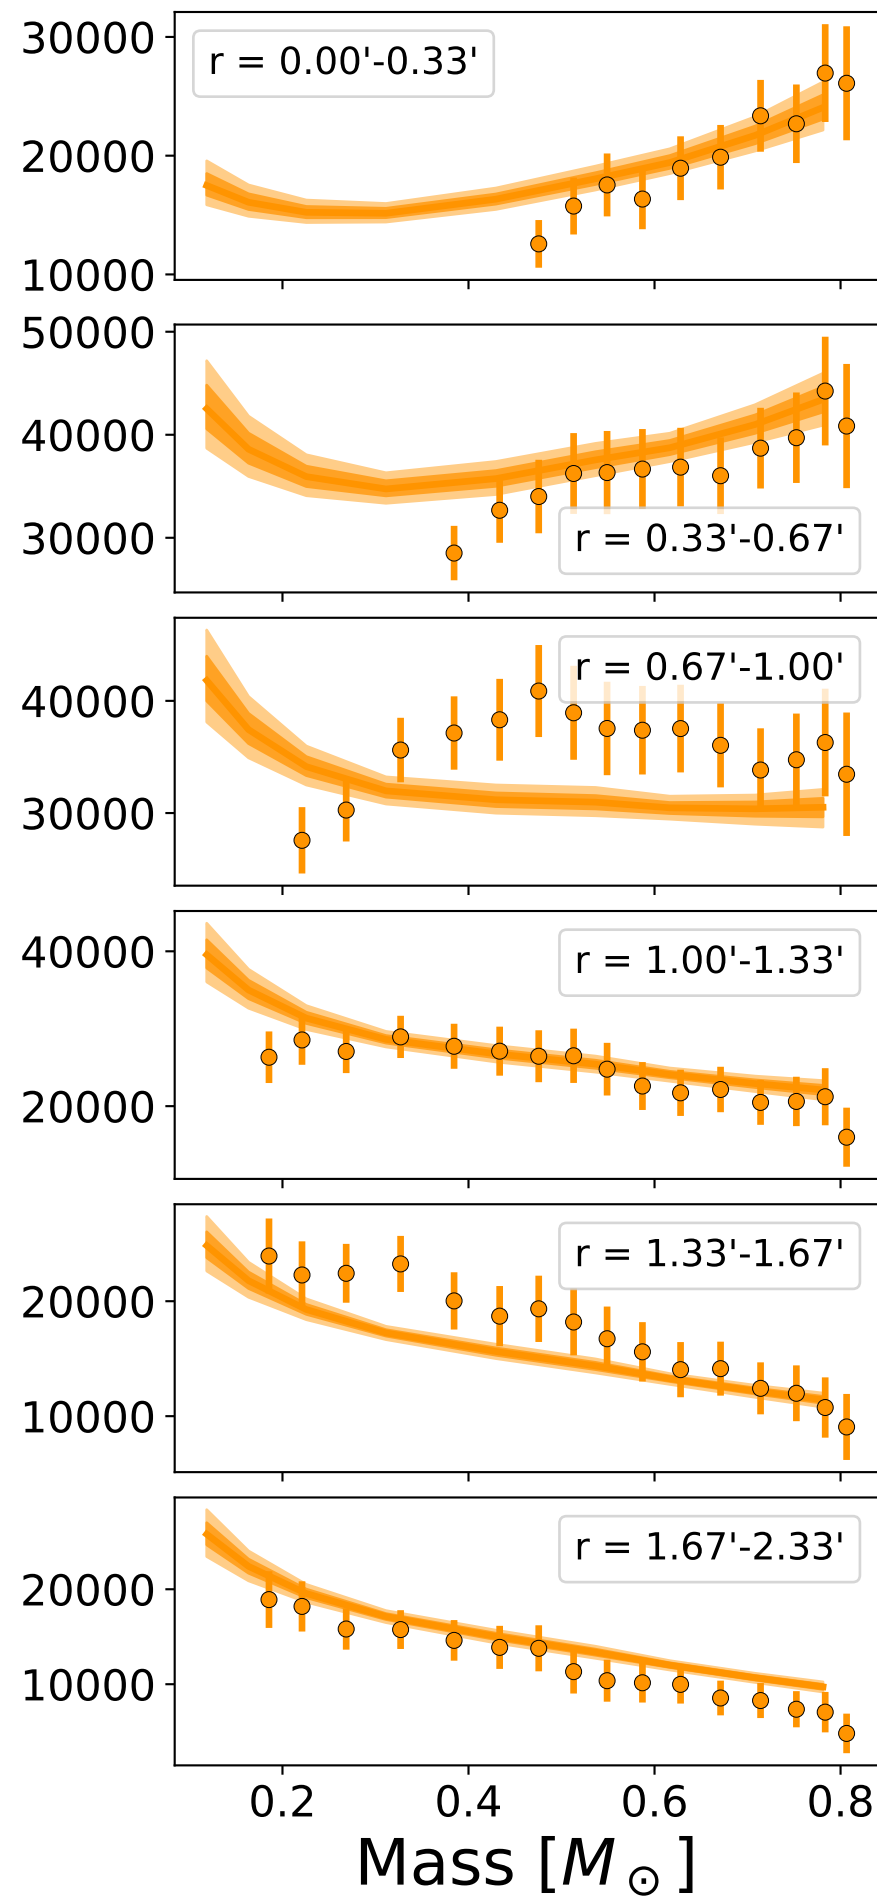 30000
r = 0.00'-0.33'
20000
10000
50000
40000
30000
r = 0.33'-0.67'
r = 0.67'-1.00'
40000
30000
40000
r = 1.00'-1.33'
20000
r = 1.33'-1.67'
20000
10000
r = 1.67'-2.33'
20000
10000
0.2 0.4 0.6 0.8
Mass [M⊙]